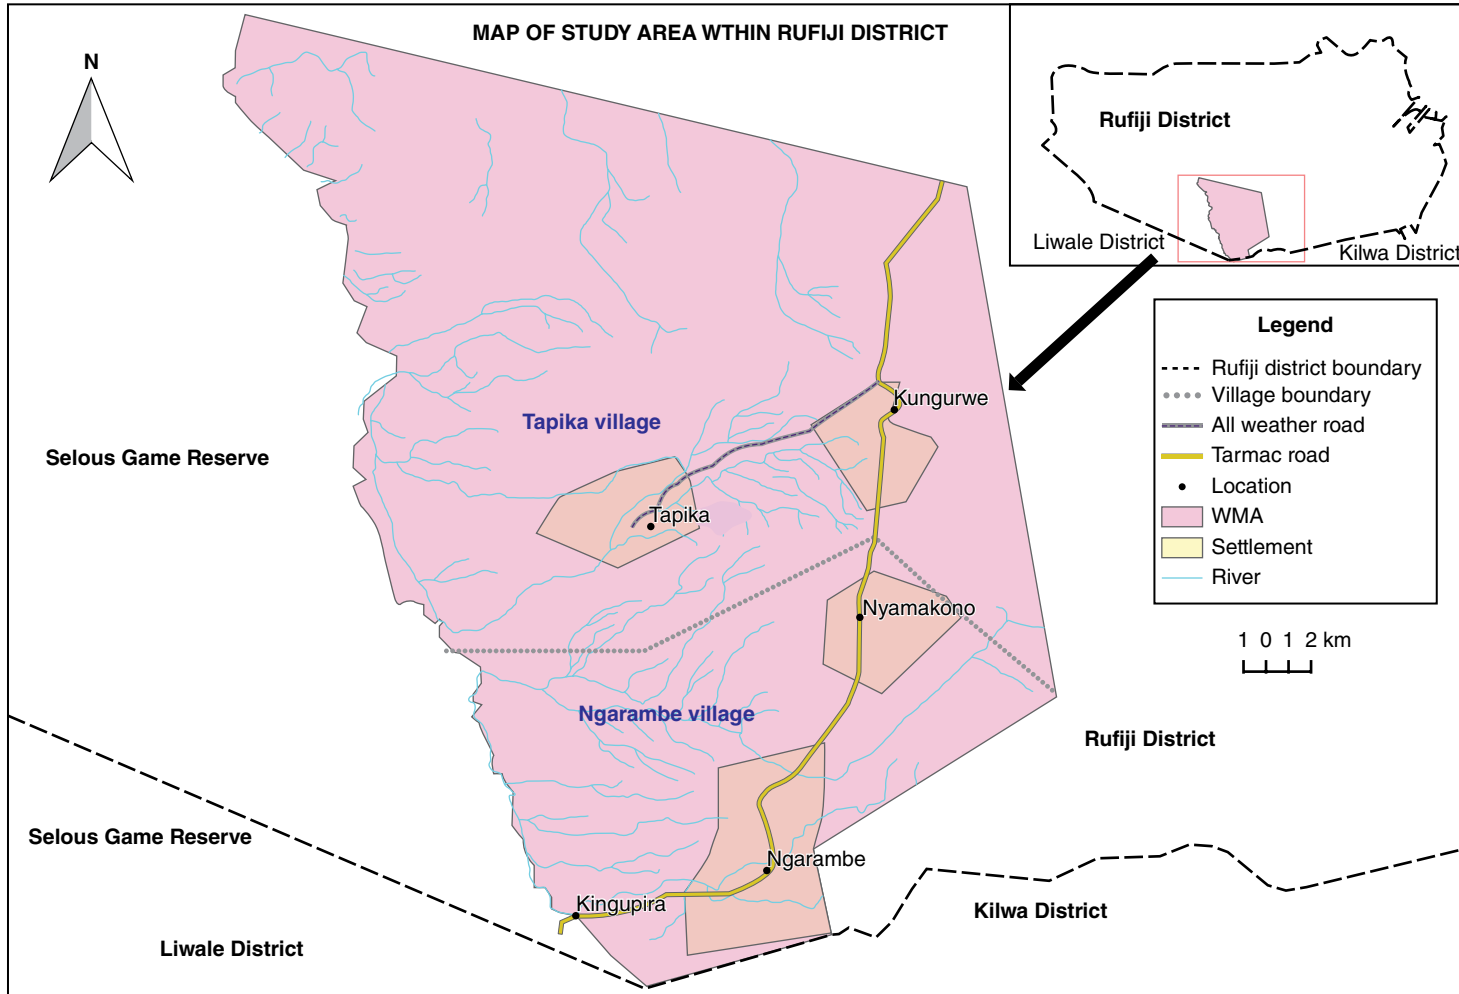 MAP OF STUDY AREA WTHIN RUFIJI DISTRICT
N
Rufiji District
Liwale District
Kilwa District
Legend
Rufiji district boundary
Village boundary
All weather road
Tarmac road
Location
WMA
Settlement
River
1 0 1 2 km
Kungurwe
Tapika village
Selous Game Reserve
Tapika
Nyamakono
Ngarambe village
Rufiji District
Selous Game Reserve
Ngarambe
Kingupira
Kilwa District
Liwale District